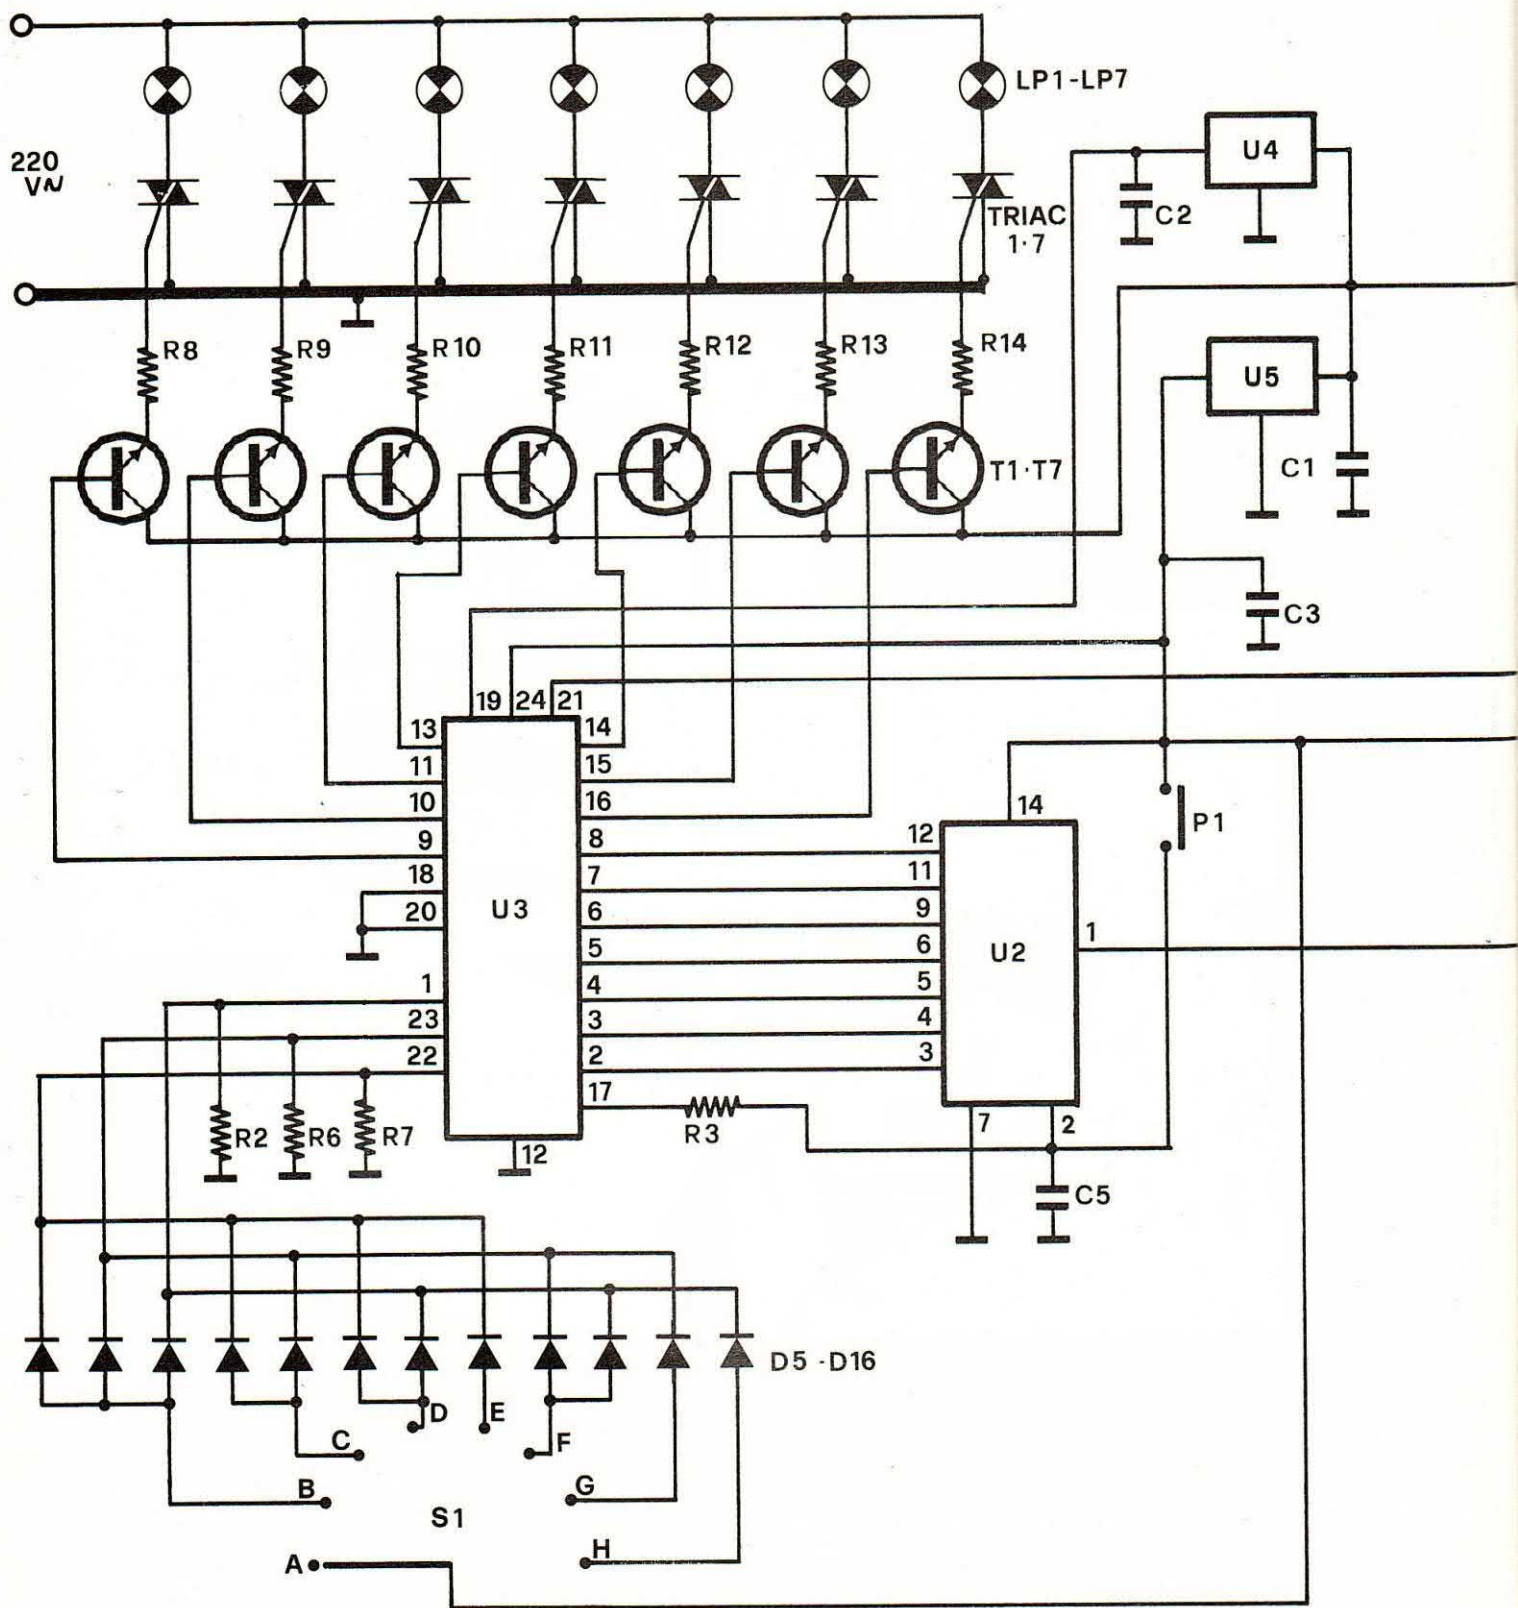 LP1-LP7
U4
220
V~
C2
TRIAC
1·7
R8 R9 R10 R11 R12 R13 R14
U5
T1·T7
C1
C3
19 24 21
13 14
11 15
10 16
14
P1
9 8 12
18 7 11
U3
20 6 9
5 6
1
U2
1 4 5
23 3 4
22 2 3
17
R2 R6 R7
R3
7 2
12
C5
D5 -D16
D E
C F
B G
S1
A H